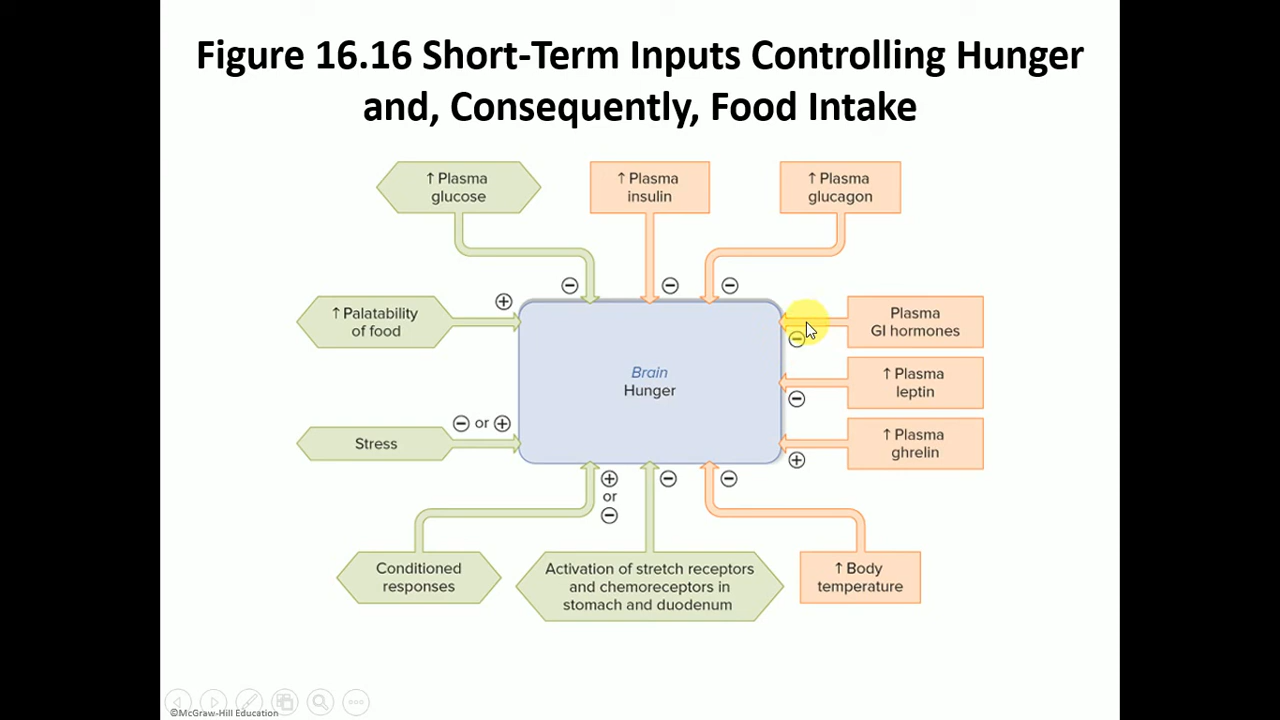 Figure 16.16 Short-Term Inputs Controlling Hunger
and, Consequently, Food Intake
↑ Plasma
glucose
↑ Plasma
insulin
↑ Plasma
glucagon
⊖
⊖
⊖
↑ Palatability
of food
⊕
Plasma
GI hormones
⊖
Brain
Hunger
↑ Plasma
leptin
⊖
Stress
⊖ or ⊕
↑ Plasma
ghrelin
⊕
⊕
or
⊖
⊖
⊖
Conditioned
responses
Activation of stretch receptors
and chemoreceptors in
stomach and duodenum
↑ Body
temperature
©McGraw-Hill Education